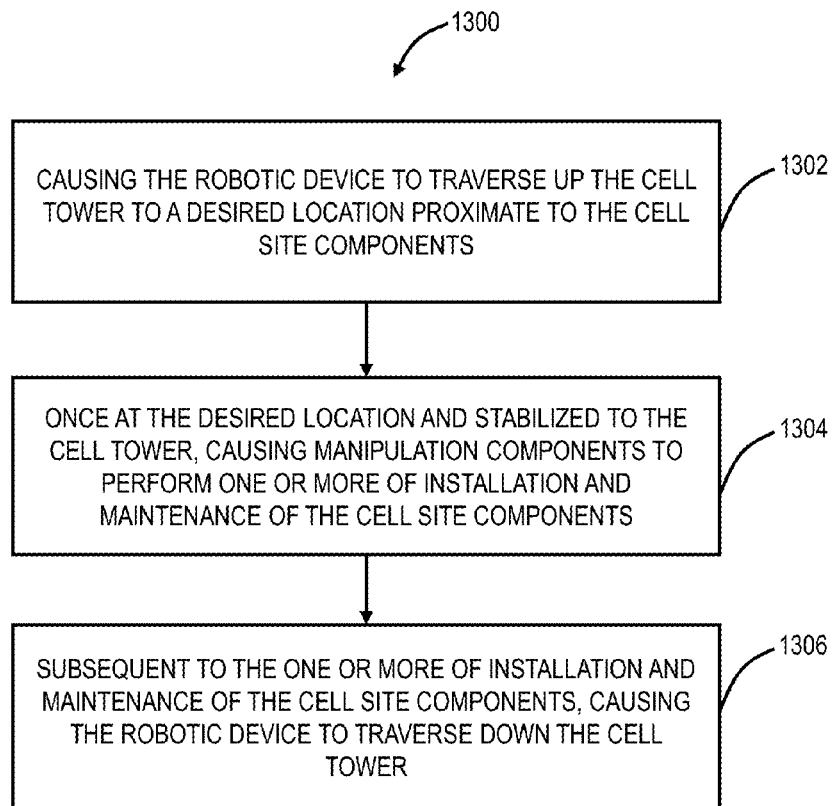 1300
CAUSING THE ROBOTIC DEVICE TO TRAVERSE UP THE CELL
TOWER TO A DESIRED LOCATION PROXIMATE TO THE CELL
SITE COMPONENTS
1302
ONCE AT THE DESIRED LOCATION AND STABILIZED TO THE
CELL TOWER, CAUSING MANIPULATION COMPONENTS TO
PERFORM ONE OR MORE OF INSTALLATION AND
MAINTENANCE OF THE CELL SITE COMPONENTS
1304
SUBSEQUENT TO THE ONE OR MORE OF INSTALLATION AND
MAINTENANCE OF THE CELL SITE COMPONENTS, CAUSING
THE ROBOTIC DEVICE TO TRAVERSE DOWN THE CELL
TOWER
1306